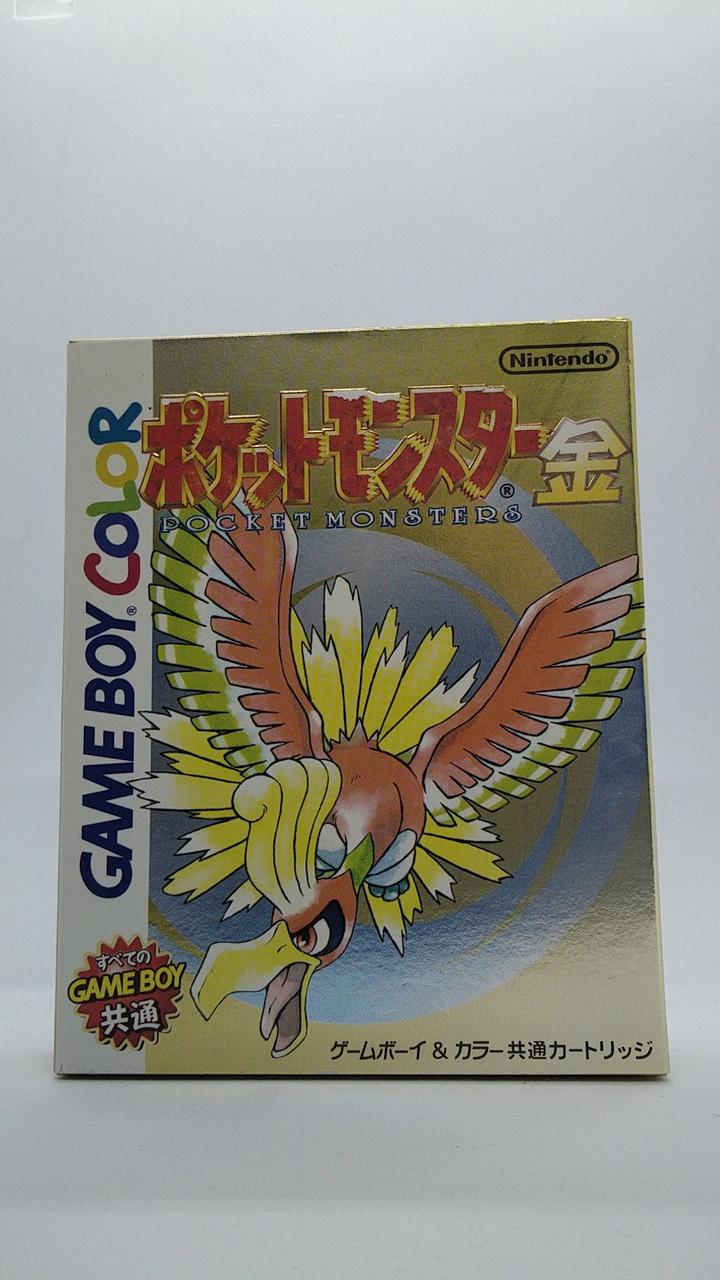 Nintendo®
ポケットモンスター金
®
POCKET MONSTERS
GAME BOY® COLOR
すべての
GAME BOY
共通
ゲームボーイ & カラー共通カートリッジ